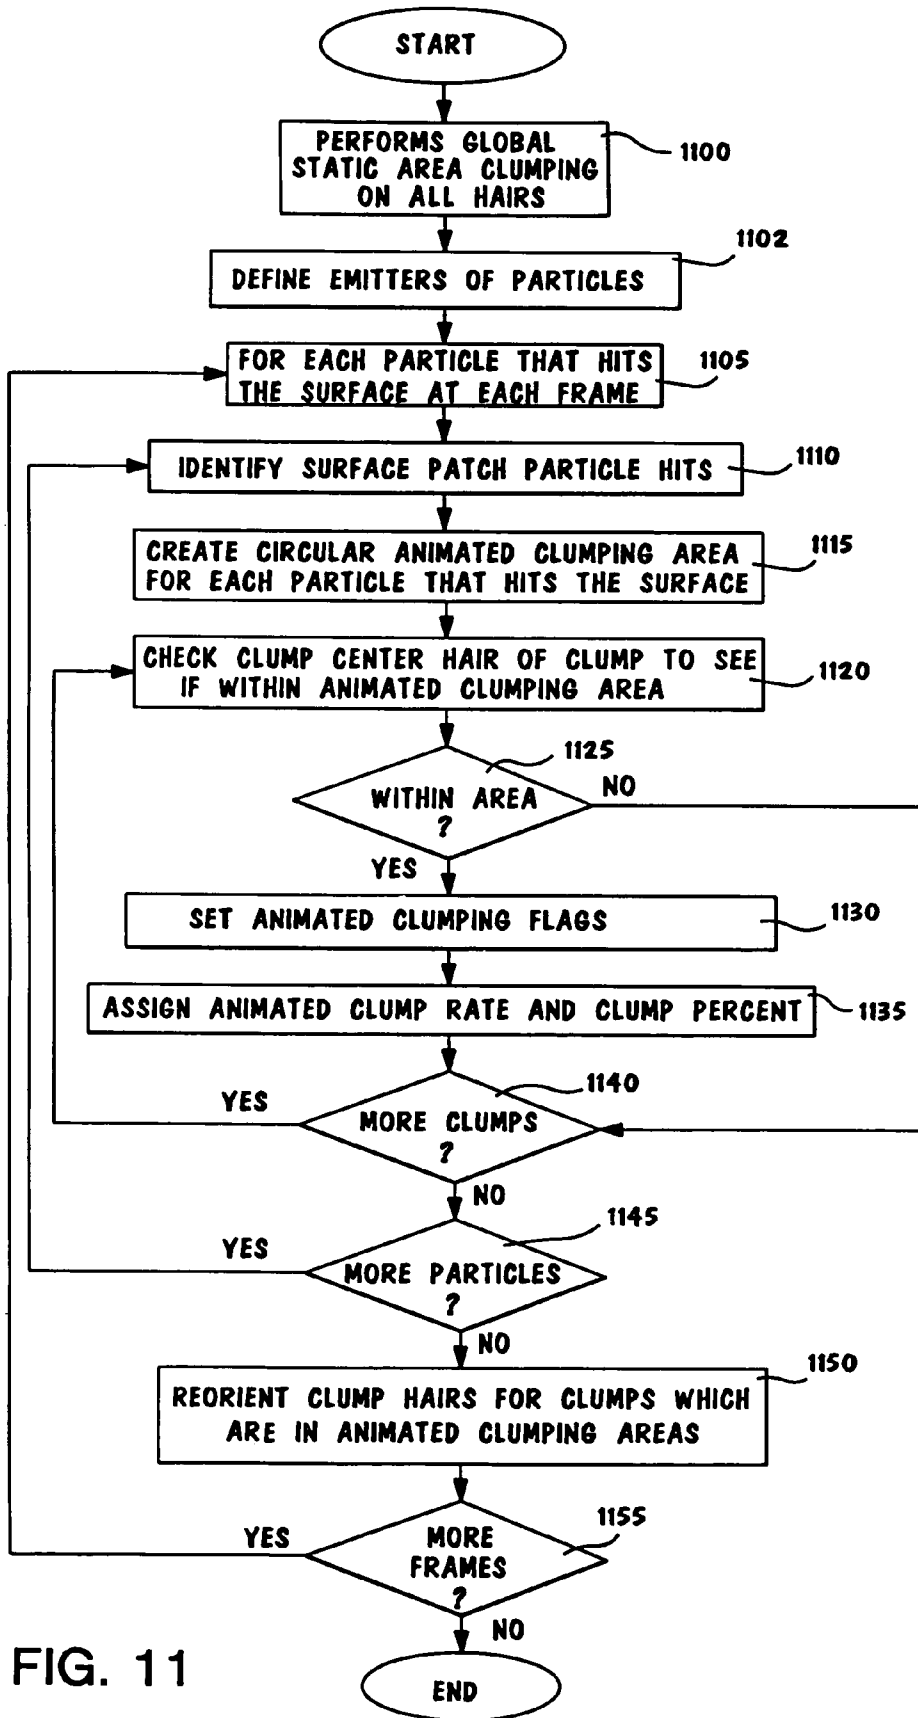 START
PERFORMS GLOBAL
STATIC AREA CLUMPING
ON ALL HAIRS
1100
1102
DEFINE EMITTERS OF PARTICLES
FOR EACH PARTICLE THAT HITS
THE SURFACE AT EACH FRAME
1105
IDENTIFY SURFACE PATCH PARTICLE HITS
1110
CREATE CIRCULAR ANIMATED CLUMPING AREA
FOR EACH PARTICLE THAT HITS THE SURFACE
1115
CHECK CLUMP CENTER HAIR OF CLUMP TO SEE
IF WITHIN ANIMATED CLUMPING AREA
1120
1125
WITHIN AREA
?
NO
YES
SET ANIMATED CLUMPING FLAGS
1130
ASSIGN ANIMATED CLUMP RATE AND CLUMP PERCENT
1135
1140
YES
MORE CLUMPS
?
NO
1145
YES
MORE PARTICLES
?
NO
1150
REORIENT CLUMP HAIRS FOR CLUMPS WHICH
ARE IN ANIMATED CLUMPING AREAS
1155
YES
MORE
FRAMES
?
NO
END
FIG. 11